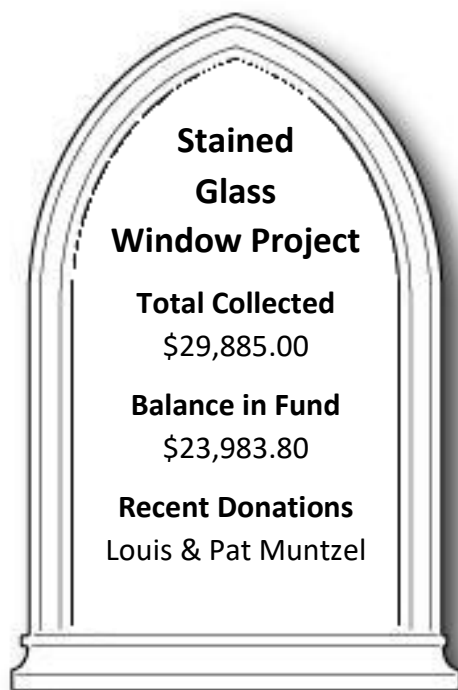 Stained
Glass
Window Project
Total Collected
$29,885.00
Balance in Fund
$23,983.80
Recent Donations
Louis & Pat Muntzel